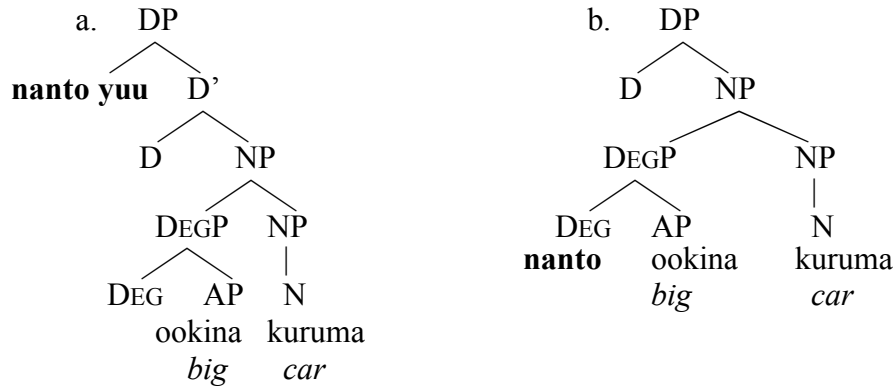 a. DP b. DP
nanto yuu D’ D NP
D NP DEGP NP
DEGP NP DEG AP N
nanto ookina kuruma
DEG AP N big car
ookina kuruma
big car